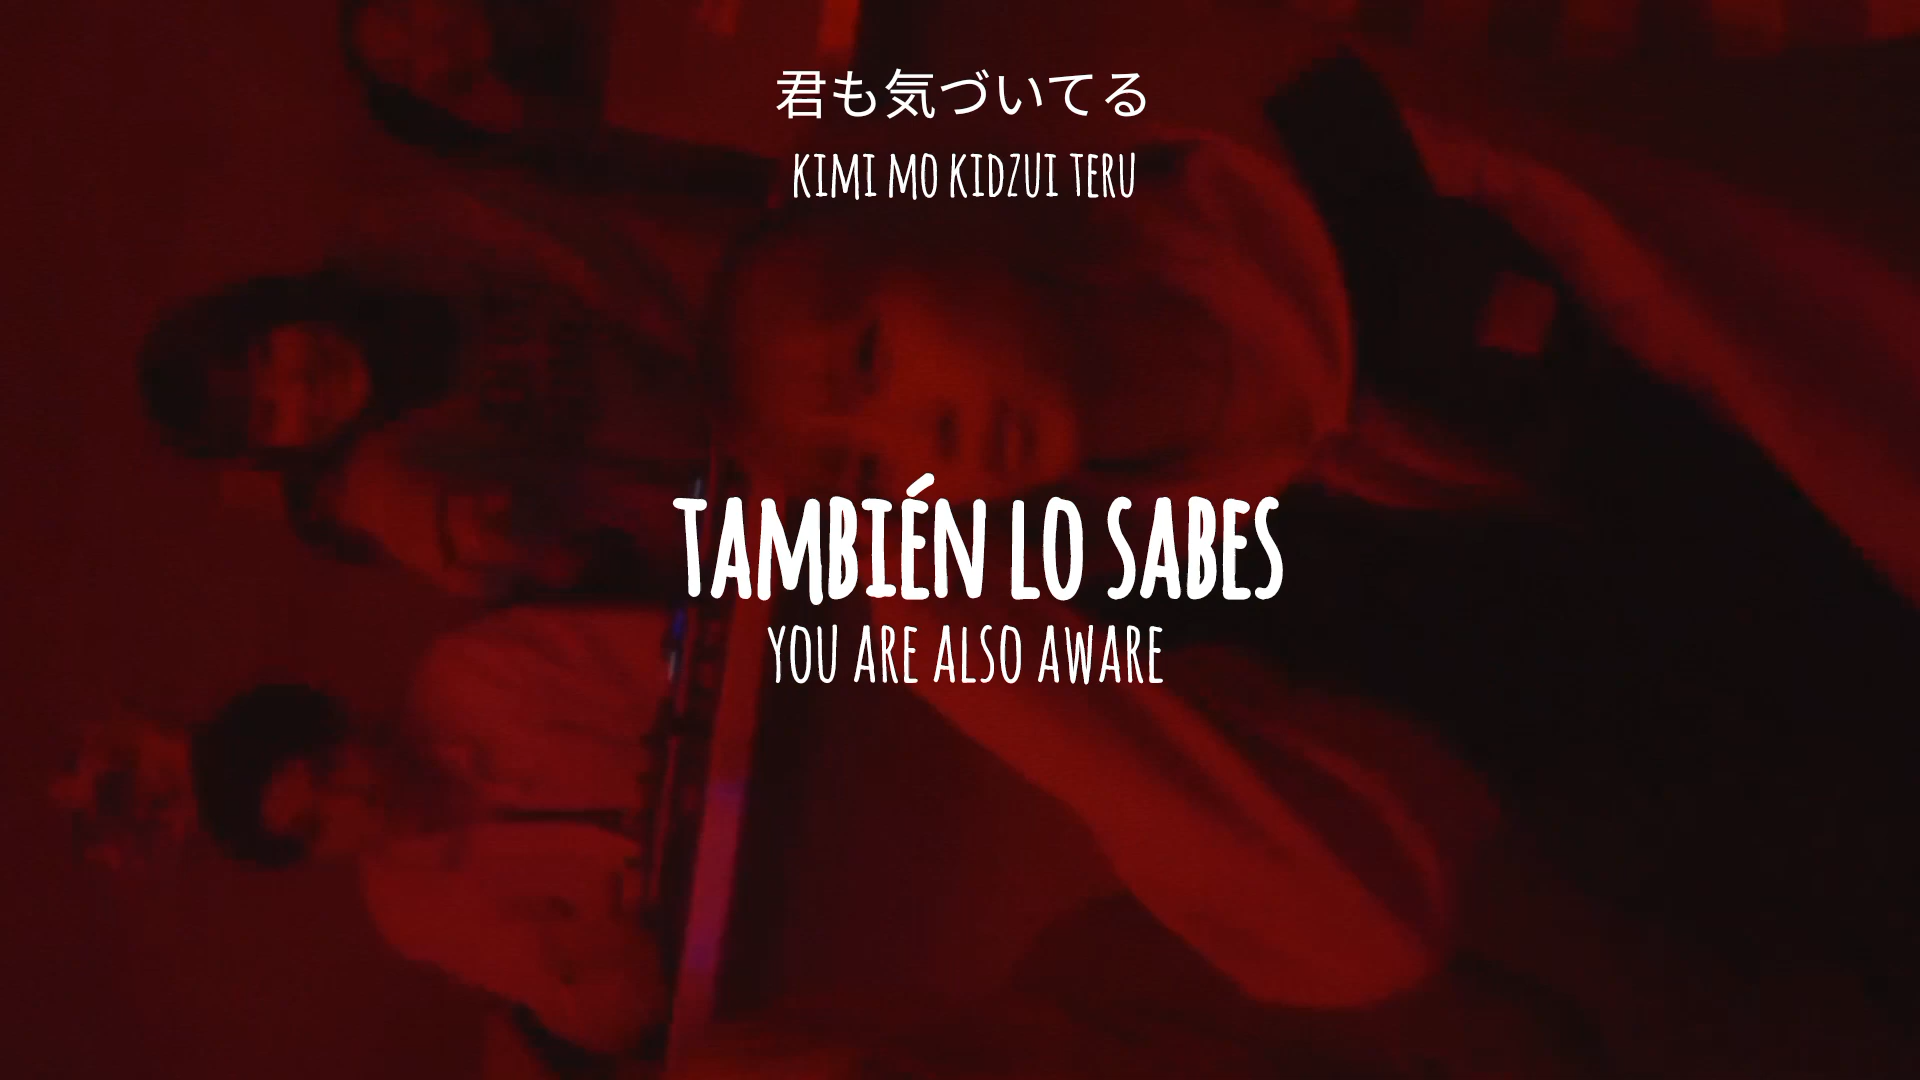 君も気づいてる
KIMI MO KIDZUI TERU
TAMBIÉN LO SABES
YOU ARE ALSO AWARE